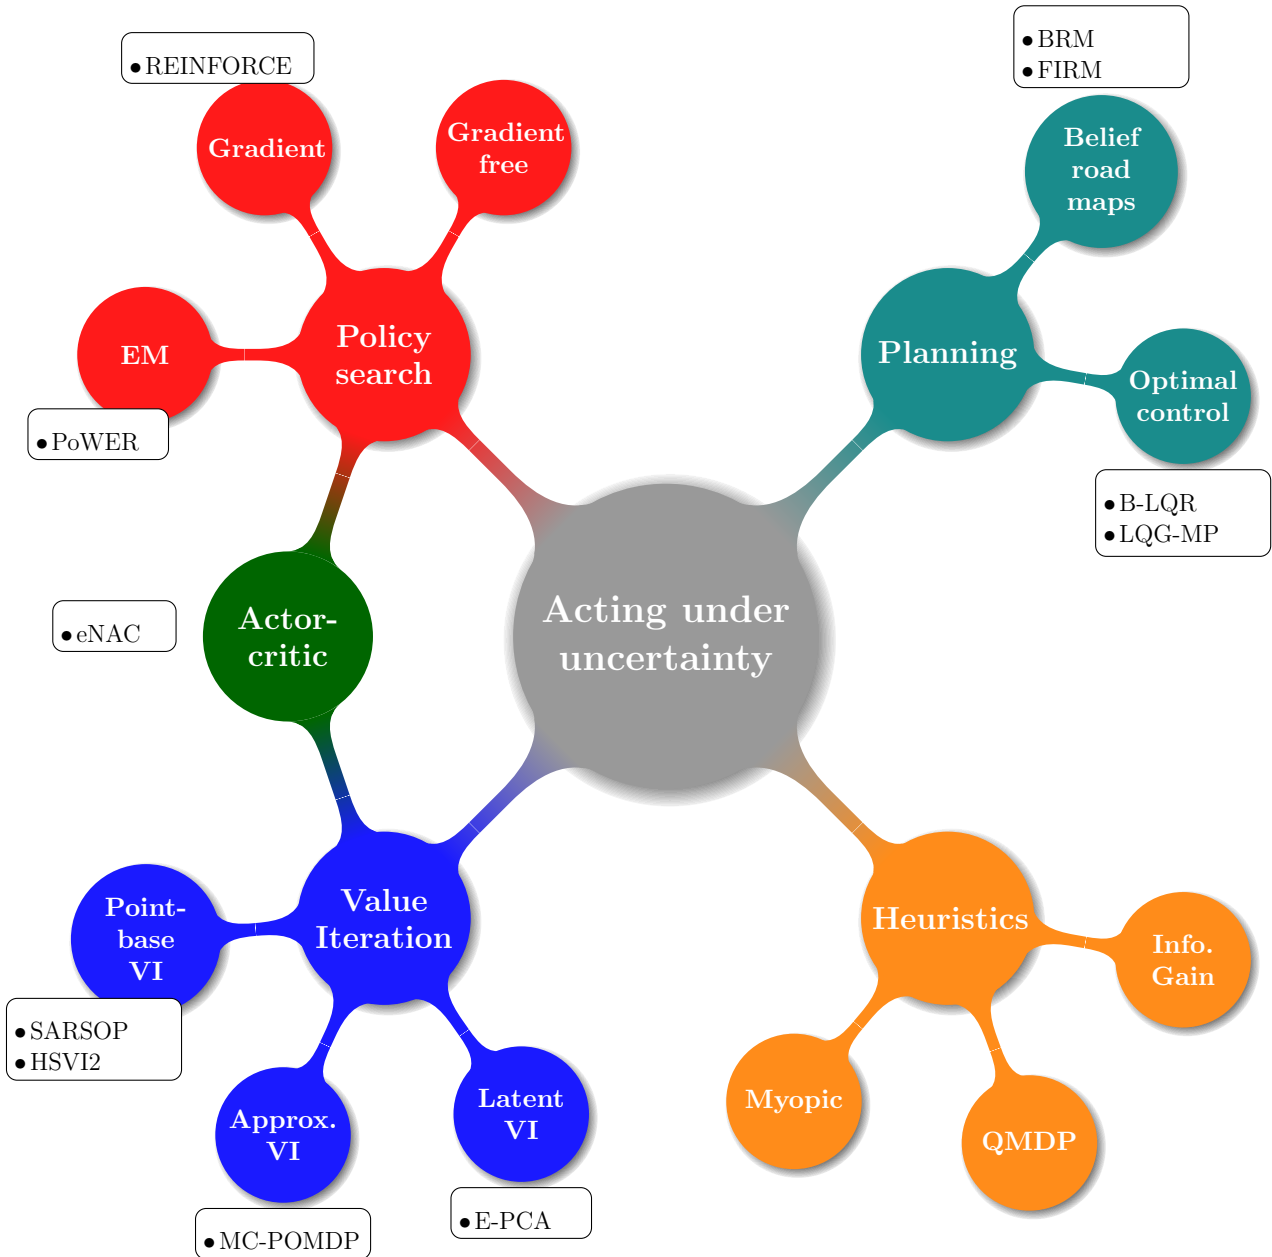 • REINFORCE
Gradient
Gradient
free
EM
• PoWER
Policy
search
• BRM
• FIRM
Belief
road
maps
Planning
Optimal
control
• B-LQR
• LQG-MP
Acting under
uncertainty
Actor-
critic
• eNAC
Value
Iteration
Point-
base
VI
• SARSOP
• HSVI2
Approx.
VI
• MC-POMDP
Latent
VI
• E-PCA
Heuristics
Info.
Gain
Myopic
QMDP